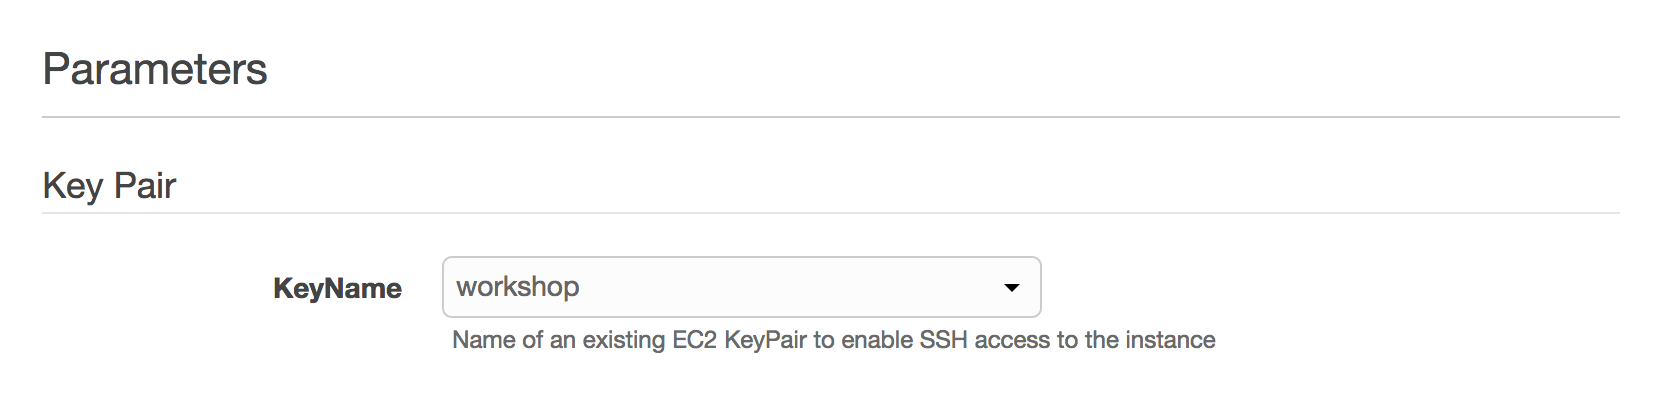 Parameters
Key Pair
KeyName
workshop
Name of an existing EC2 KeyPair to enable SSH access to the instance